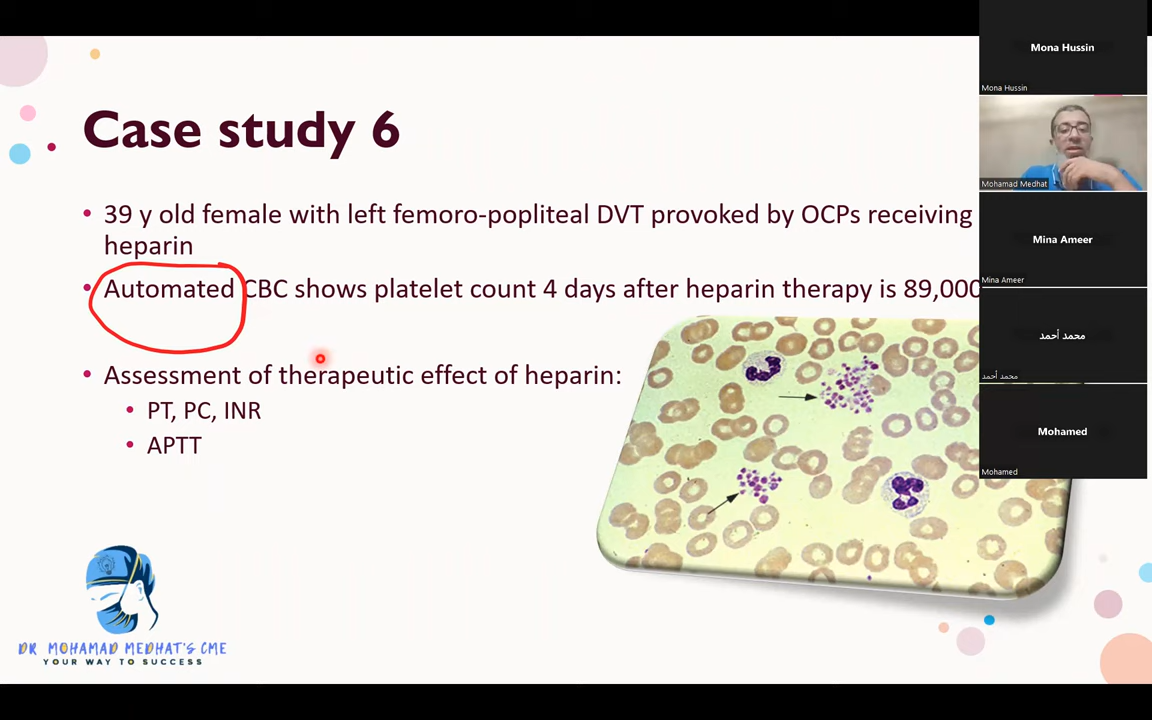 Case study 6
• 39 y old female with left femoro-popliteal DVT provoked by OCPs receiving
heparin
• Automated CBC shows platelet count 4 days after heparin therapy is 89,000
• Assessment of therapeutic effect of heparin:
• PT, PC, INR
• APTT
DR MOHAMAD MEDHAT'S CME
YOUR WAY TO SUCCESS
Mona Hussin
Mona Hussin
Mohamad Medhat
Mina Ameer
Mina Ameer
محمد أحمد
محمد أحمد
Mohamed
Mohamed